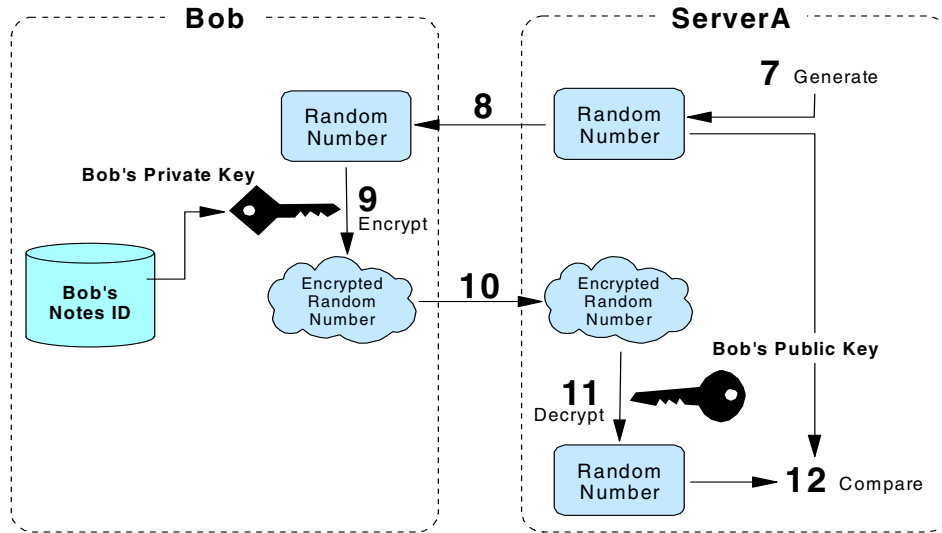 Bob
ServerA
7 Generate
Random
Number
8
Random
Number
Bob's Private Key
9
Encrypt
Bob's
Notes ID
Encrypted
Random
Number
10
Encrypted
Random
Number
Bob's Public Key
11
Decrypt
Random
Number
12 Compare